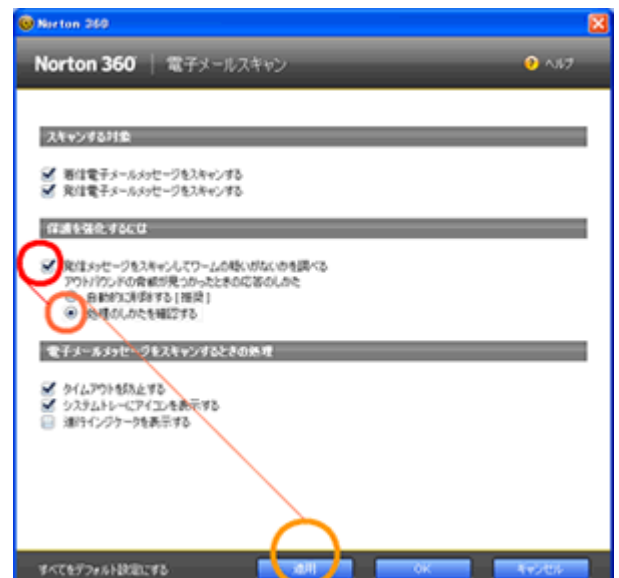 Norton 360
Norton 360 | 電子メールスキャン
ヘルプ
スキャンする対象
着信電子メールメッセージをスキャンする
発信電子メールメッセージをスキャンする
保護を強化するには
発信メッセージをスキャンしてワームの疑いがないのを調べる
アウトバウンドの脅威が見つかったときの応答のしかた
自動的に削除する [推奨]
処理のしかたを確認する
電子メールメッセージをスキャンするときの処理
タイムアウトを防止する
システムトレーにアイコンを表示する
進行インジケータを表示する
すべてをデフォルト設定にする
適用
OK
キャンセル